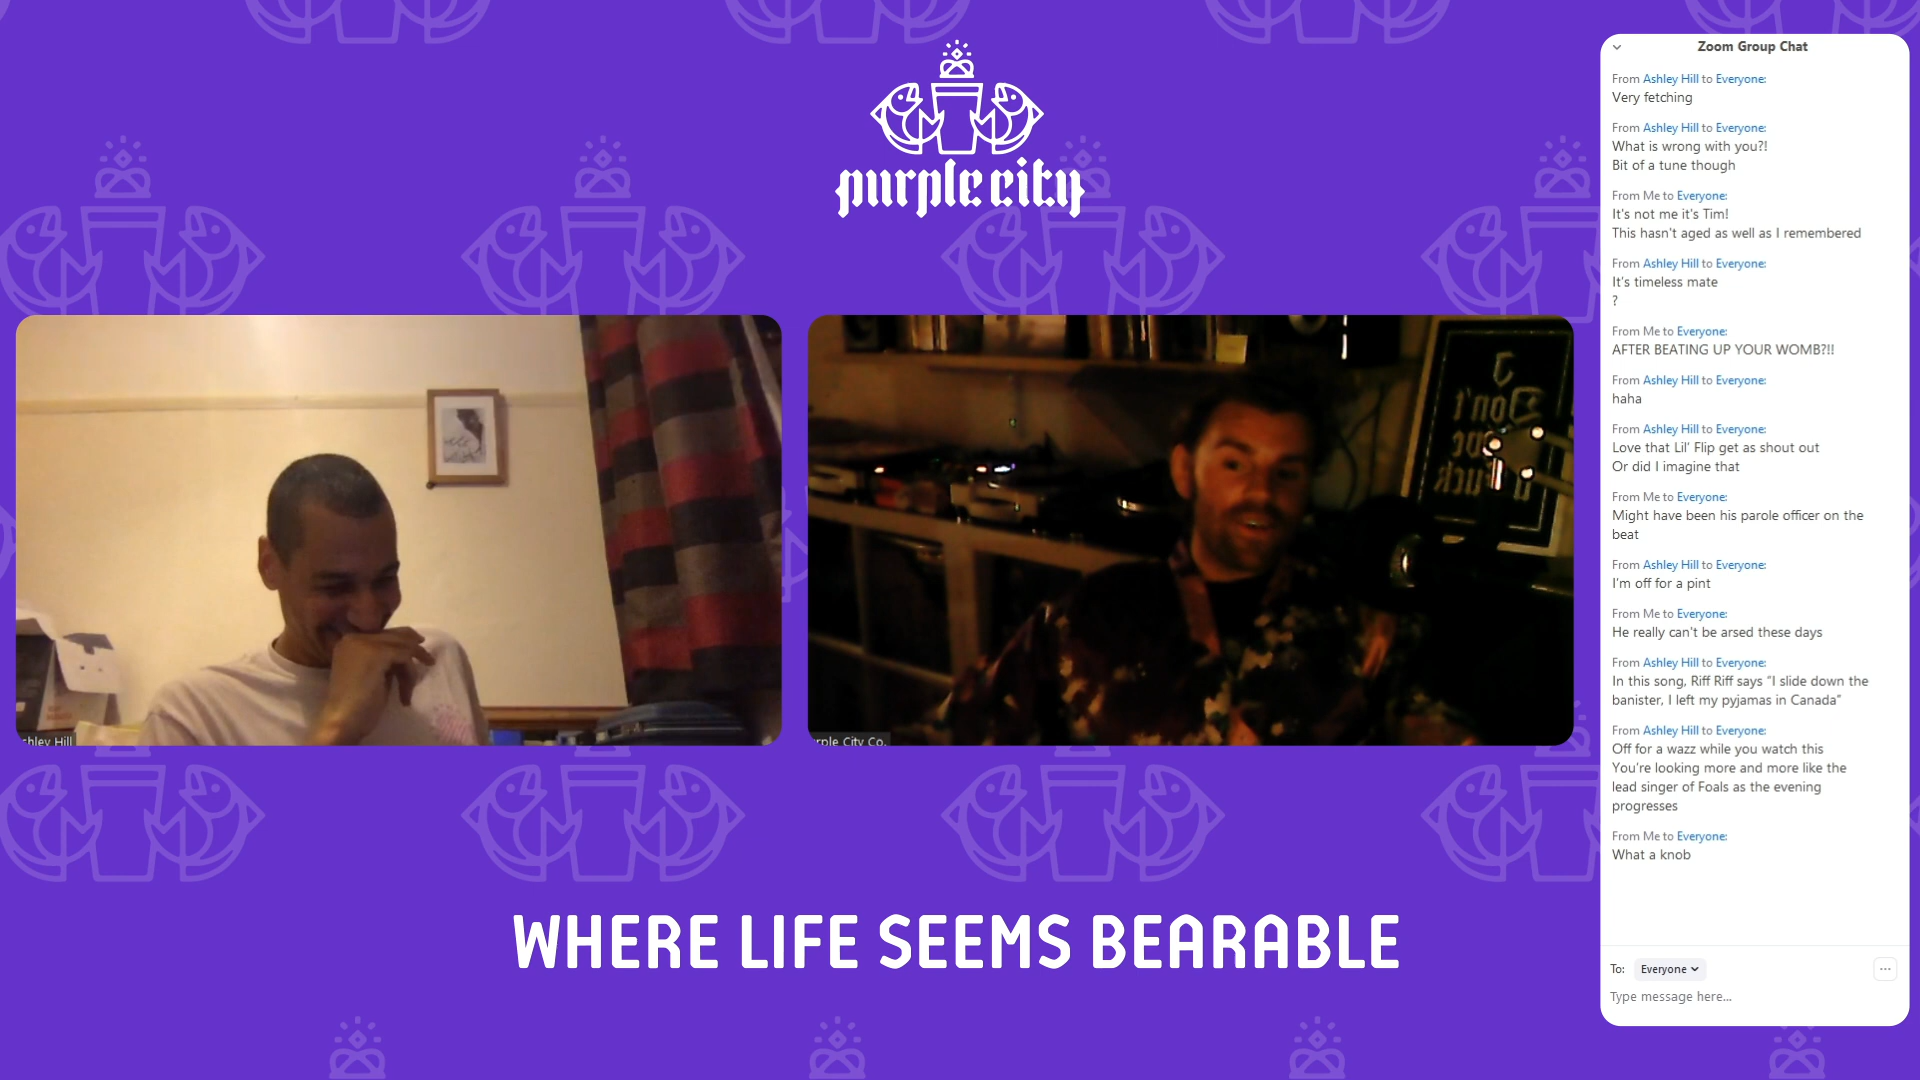 purple city
Zoom Group Chat
From Ashley Hill to Everyone:
Very fetching
From Ashley Hill to Everyone:
What is wrong with you?!
Bit of a tune though
From Me to Everyone:
It's not me it's Tim!
This hasn't aged as well as I remembered
From Ashley Hill to Everyone:
It's timeless mate
?
From Me to Everyone:
AFTER BEATING UP YOUR WOMB?!!
From Ashley Hill to Everyone:
haha
From Ashley Hill to Everyone:
Love that Lil' Flip get as shout out
Or did I imagine that
From Me to Everyone:
Might have been his parole officer on the
beat
From Ashley Hill to Everyone:
I'm off for a pint
From Me to Everyone:
He really can't be arsed these days
From Ashley Hill to Everyone:
In this song, Riff Riff says "I slide down the
banister, I left my pyjamas in Canada"
From Ashley Hill to Everyone:
Off for a wazz while you watch this
You're looking more and more like the
lead singer of Foals as the evening
progresses
From Me to Everyone:
What a knob
To: Everyone
Type message here...
I
Don't
hley Hill
rple City Co.
WHERE LIFE SEEMS BEARABLE